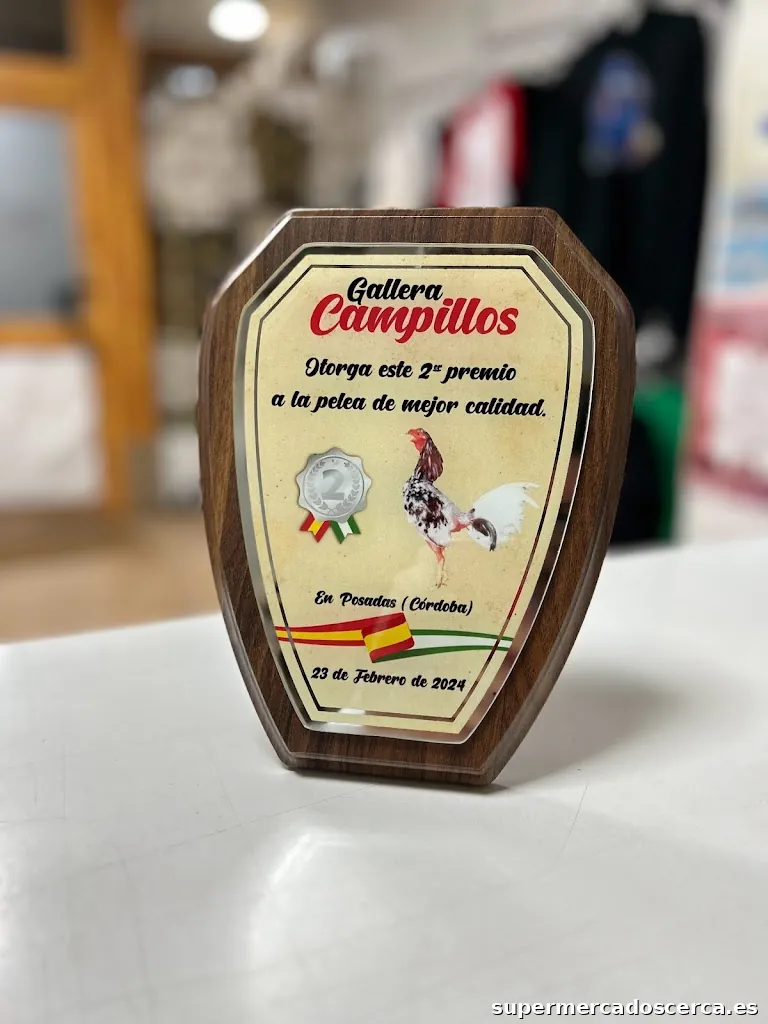 Gallera
Campillos
Otorga este 2er premio
a la pelea de mejor calidad.
2
En Posadas (Córdoba)
23 de Febrero de 2024
supermercadoscerca.es